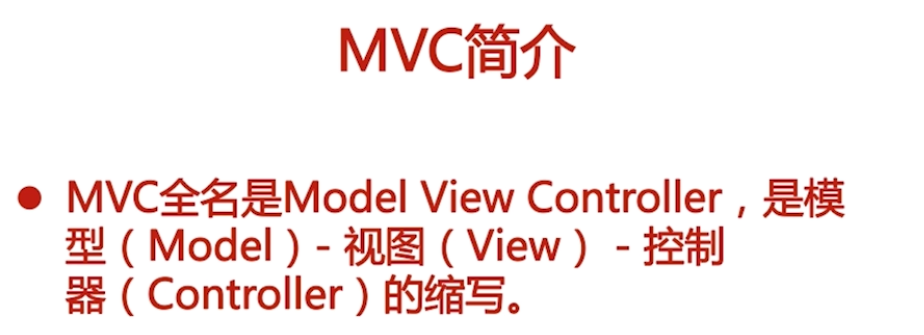 MVC简介
● MVC全名是Model View Controller，是模
型（Model）- 视图（View） - 控制
器（Controller）的缩写。